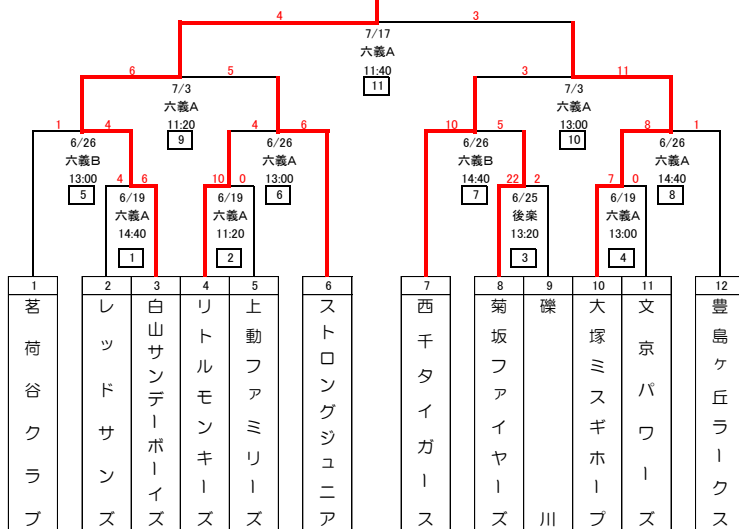 4 3
7/17
六義A
11:40
11
6 5 3 11
7/3 7/3
六義A 六義A
11:20 13:00
9 10
1 4 4 6 10 5 8 1
6/26 6/26 6/26 6/26
六義B 六義A 六義B 六義A
13:00 13:00 14:40 14:40
5 6 7 8
4 6 10 0 22 2 7 0
6/19 6/19 6/25 6/19
六義A 六義A 後楽 六義A
14:40 11:20 13:20 13:00
1 2 3 4
1 2 3 4 5 6 7 8 9 10 11 12
茗荷谷クラブ
レッドサンズ
白山サンデーボーイズ
リトルモンキーズ
上動ファミリーズ
ストロングジュニア
西千タイガース
菊坂ファイヤーズ
礫川
大塚ミスギホープ
文京パワーズ
豊島ヶ丘ラークス